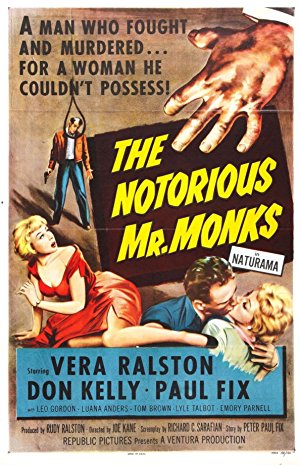 A MAN WHO FOUGHT
AND MURDERED...
FOR A WOMAN HE
COULDN'T POSSESS!
THE
NOTORIOUS
MR. MONKS
in
NATURAMA
Starring
VERA RALSTON
DON KELLY · PAUL FIX
with LEO GORDON · LUANA ANDERS · TOM BROWN · LYLE TALBOT · EMORY PARNELL
Produced by RUDY RALSTON · Directed by JOE KANE · Screenplay by RICHARD C. SARAFIAN · Story by PETER PAUL FIX
REPUBLIC PICTURES Presents A VENTURA PRODUCTION